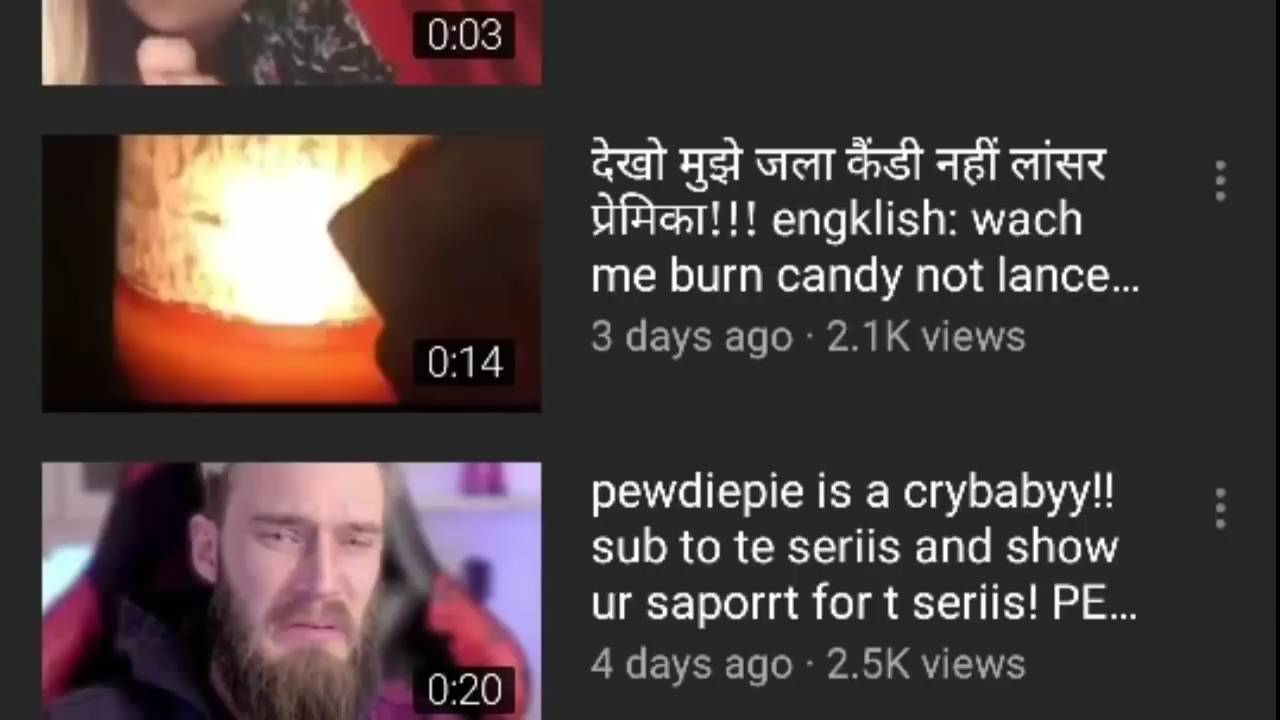 0:03
देखो मुझे जला कैंडी नहीं लांसर
प्रेमिका!!! engklish: wach
me burn candy not lance...
3 days ago · 2.1K views
0:14
pewdiepie is a crybabyy!!
sub to te seriis and show
ur saporrt for t seriis! PE...
4 days ago · 2.5K views
0:20